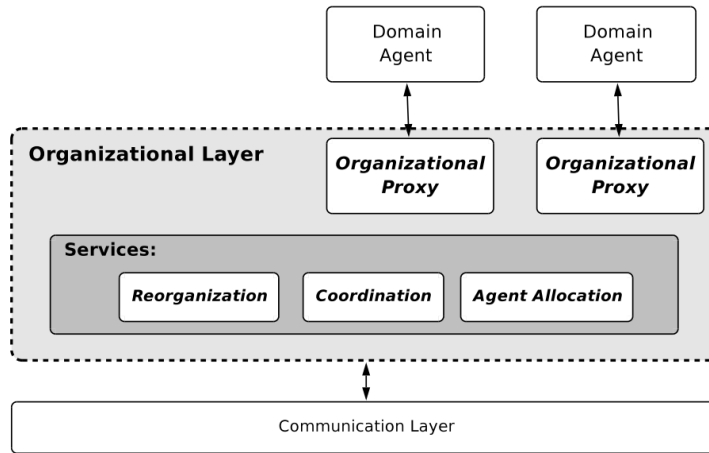 Domain
Agent
Domain
Agent
Organizational Layer
Organizational
Proxy
Organizational
Proxy
Services:
Reorganization
Coordination
Agent Allocation
Communication Layer